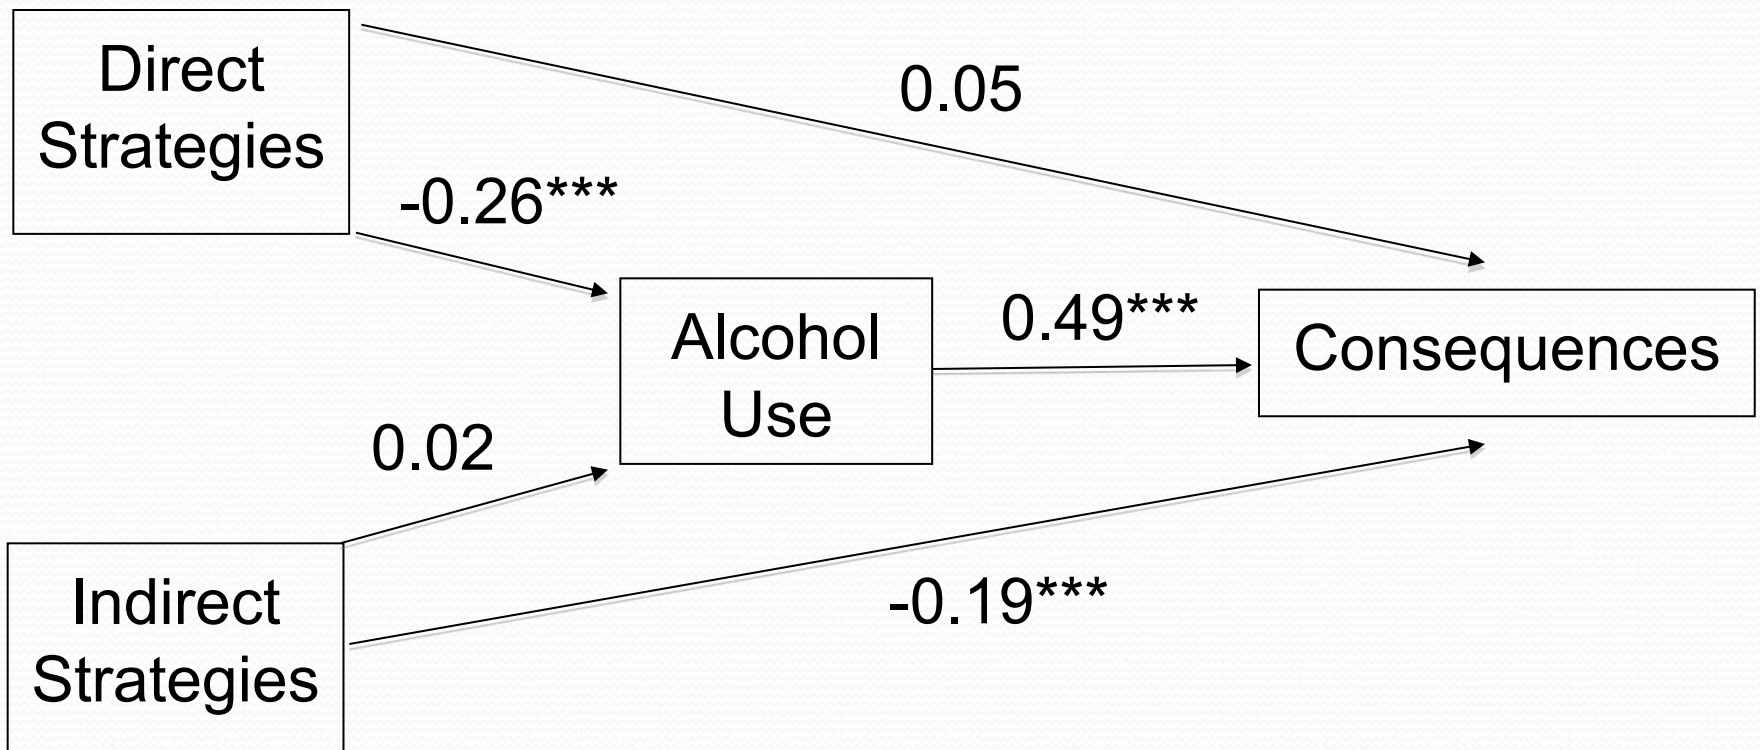 Direct
Strategies
0.05
-0.26***
Alcohol
Use
0.49***
Consequences
0.02
Indirect
Strategies
-0.19***